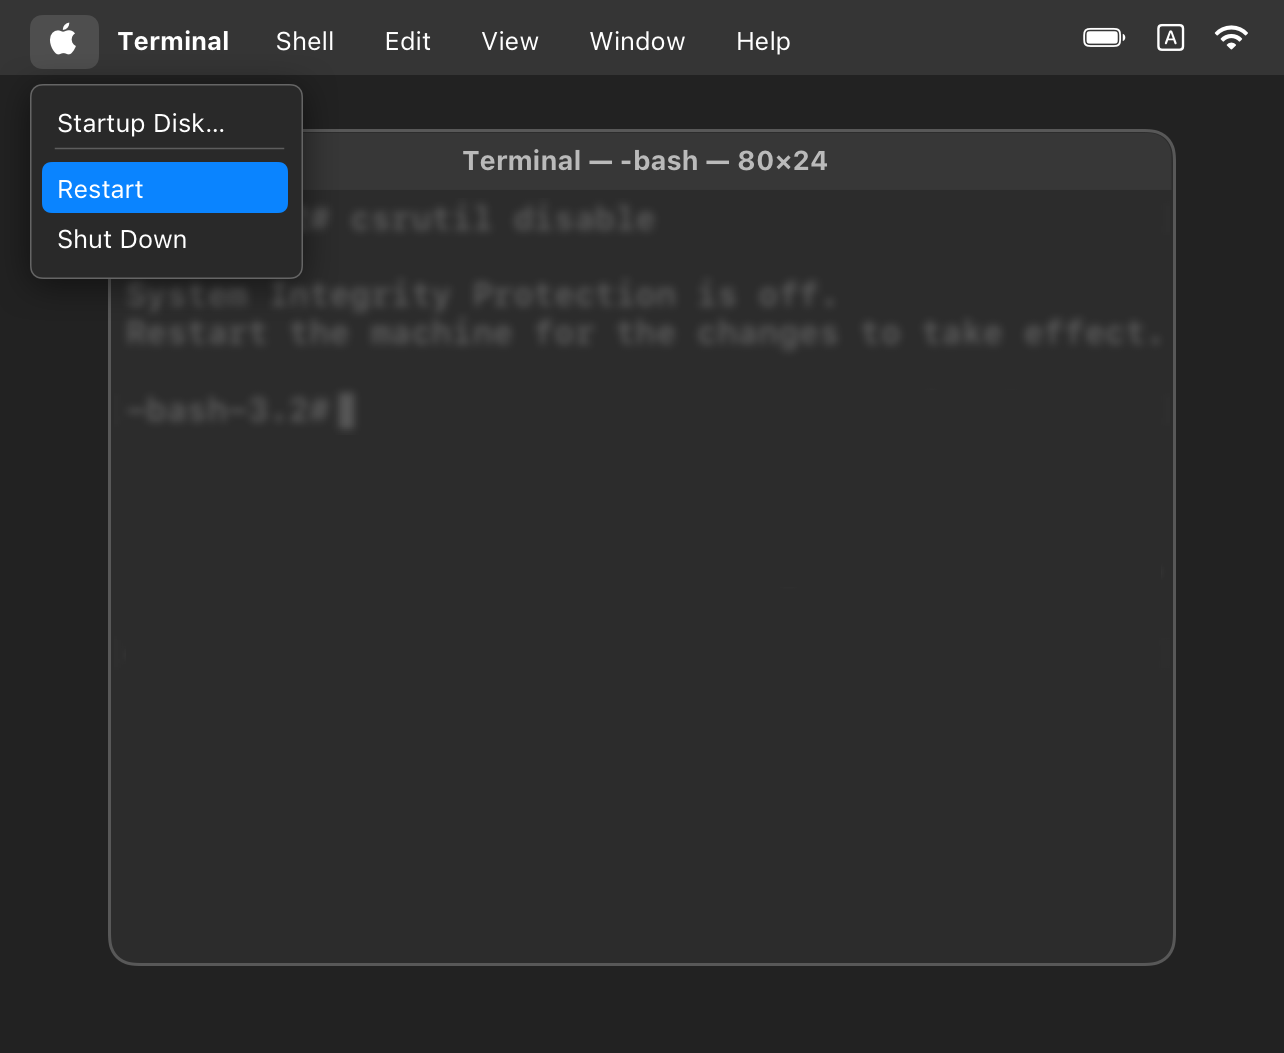 Terminal Shell Edit View Window Help A
Startup Disk...
Restart
Shut Down
Terminal — -bash — 80×24
# csrutil disable
System Integrity Protection is off.
Restart the machine for the changes to take effect.
-bash-3.2#